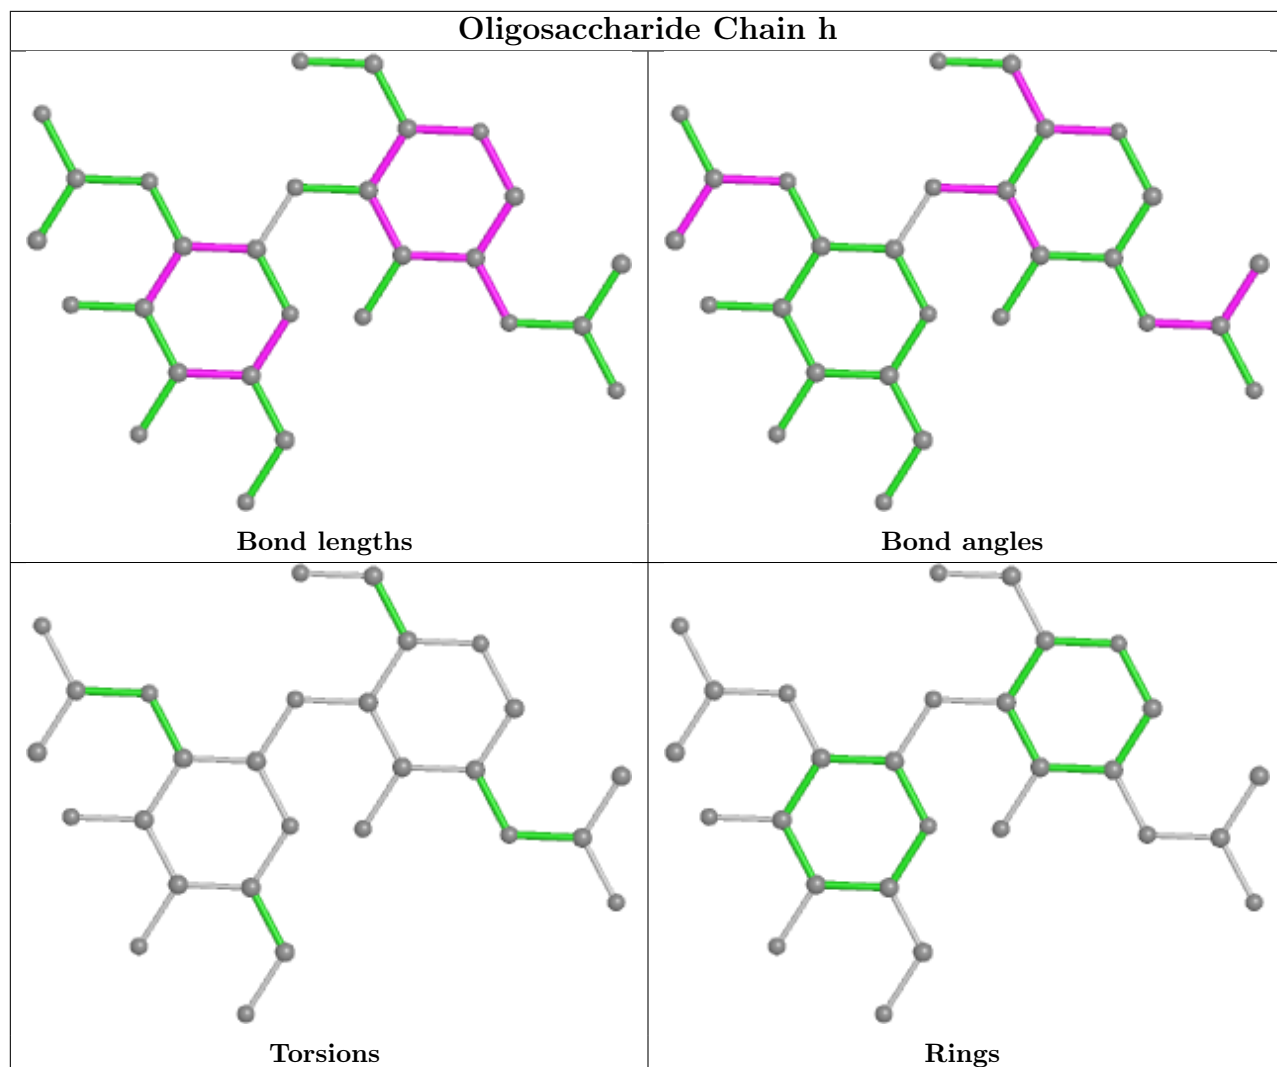 Oligosaccharide Chain h
Bond lengths
Bond angles
Torsions
Rings